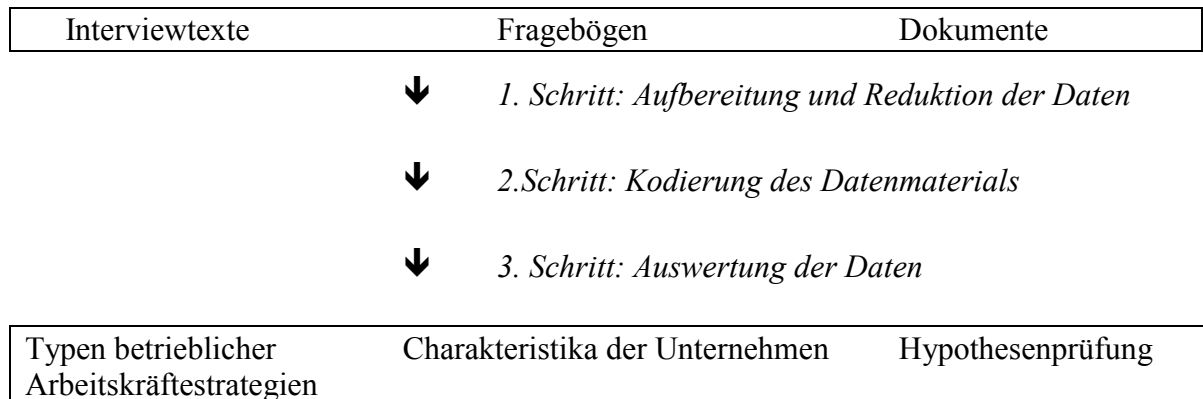 Interviewtexte Fragebögen Dokumente
1. Schritt: Aufbereitung und Reduktion der Daten
2.Schritt: Kodierung des Datenmaterials
3. Schritt: Auswertung der Daten
Typen betrieblicher Charakteristika der Unternehmen Hypothesenprüfung
Arbeitskräftestrategien